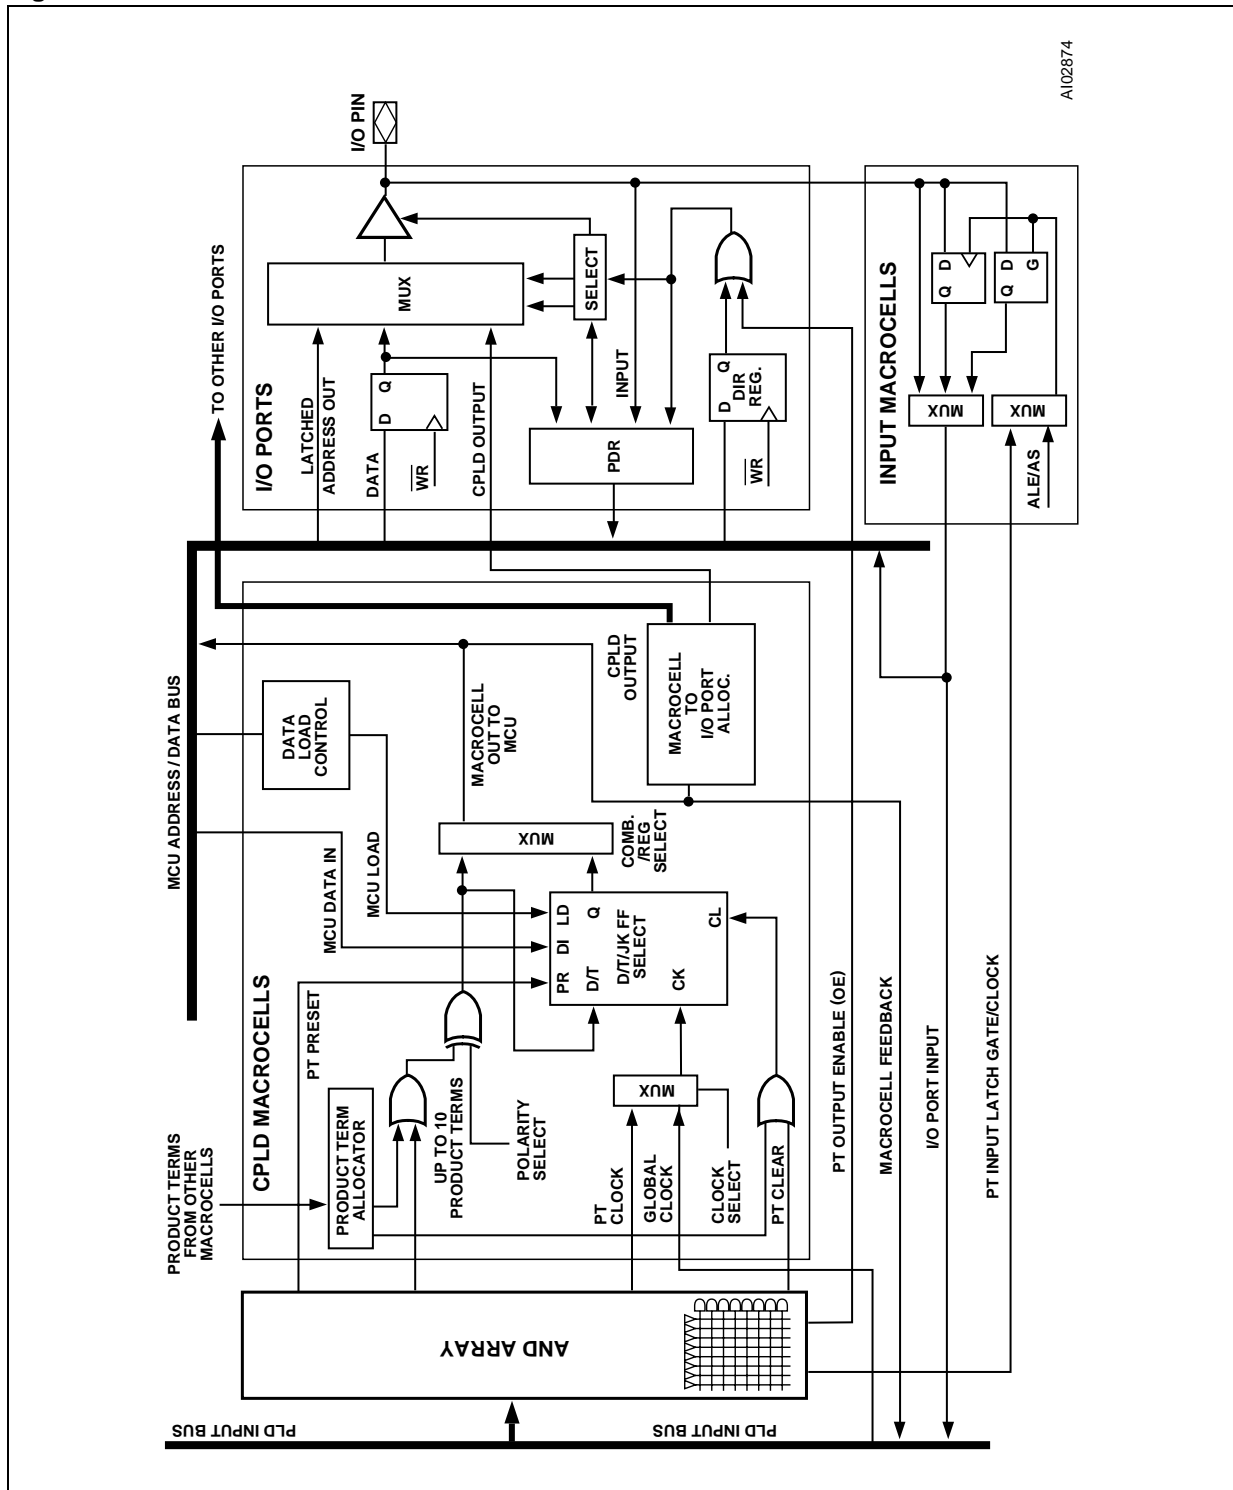 AI02874
I/O PIN
TO OTHER I/O PORTS
I/O PORTS
LATCHED
ADDRESS OUT
DATA
WR
CPLD OUTPUT
MUX
D Q
SELECT
INPUT
PDR
D Q
DIR
REG.
WR
INPUT MACROCELLS
Q D
Q D
G
MUX
MUX
ALE/AS
MCU ADDRESS / DATA BUS
DATA
LOAD
CONTROL
MCU DATA IN
MCU LOAD
MACROCELL
OUT TO
MCU
CPLD
OUTPUT
MACROCELL
TO
I/O PORT
ALLOC.
MUX
COMB.
/REG
SELECT
PR DI LD
D/T Q
D/T/JK FF
SELECT
CK
CL
CPLD MACROCELLS
PT PRESET
PRODUCT TERMS
FROM OTHER
MACROCELLS
PRODUCT TERM
ALLOCATOR
UP TO 10
PRODUCT TERMS
POLARITY
SELECT
MUX
PT
CLOCK
GLOBAL
CLOCK
CLOCK
SELECT
PT CLEAR
PT OUTPUT ENABLE (OE)
MACROCELL FEEDBACK
I/O PORT INPUT
PT INPUT LATCH GATE/CLOCK
AND ARRAY
PLD INPUT BUS
PLD INPUT BUS